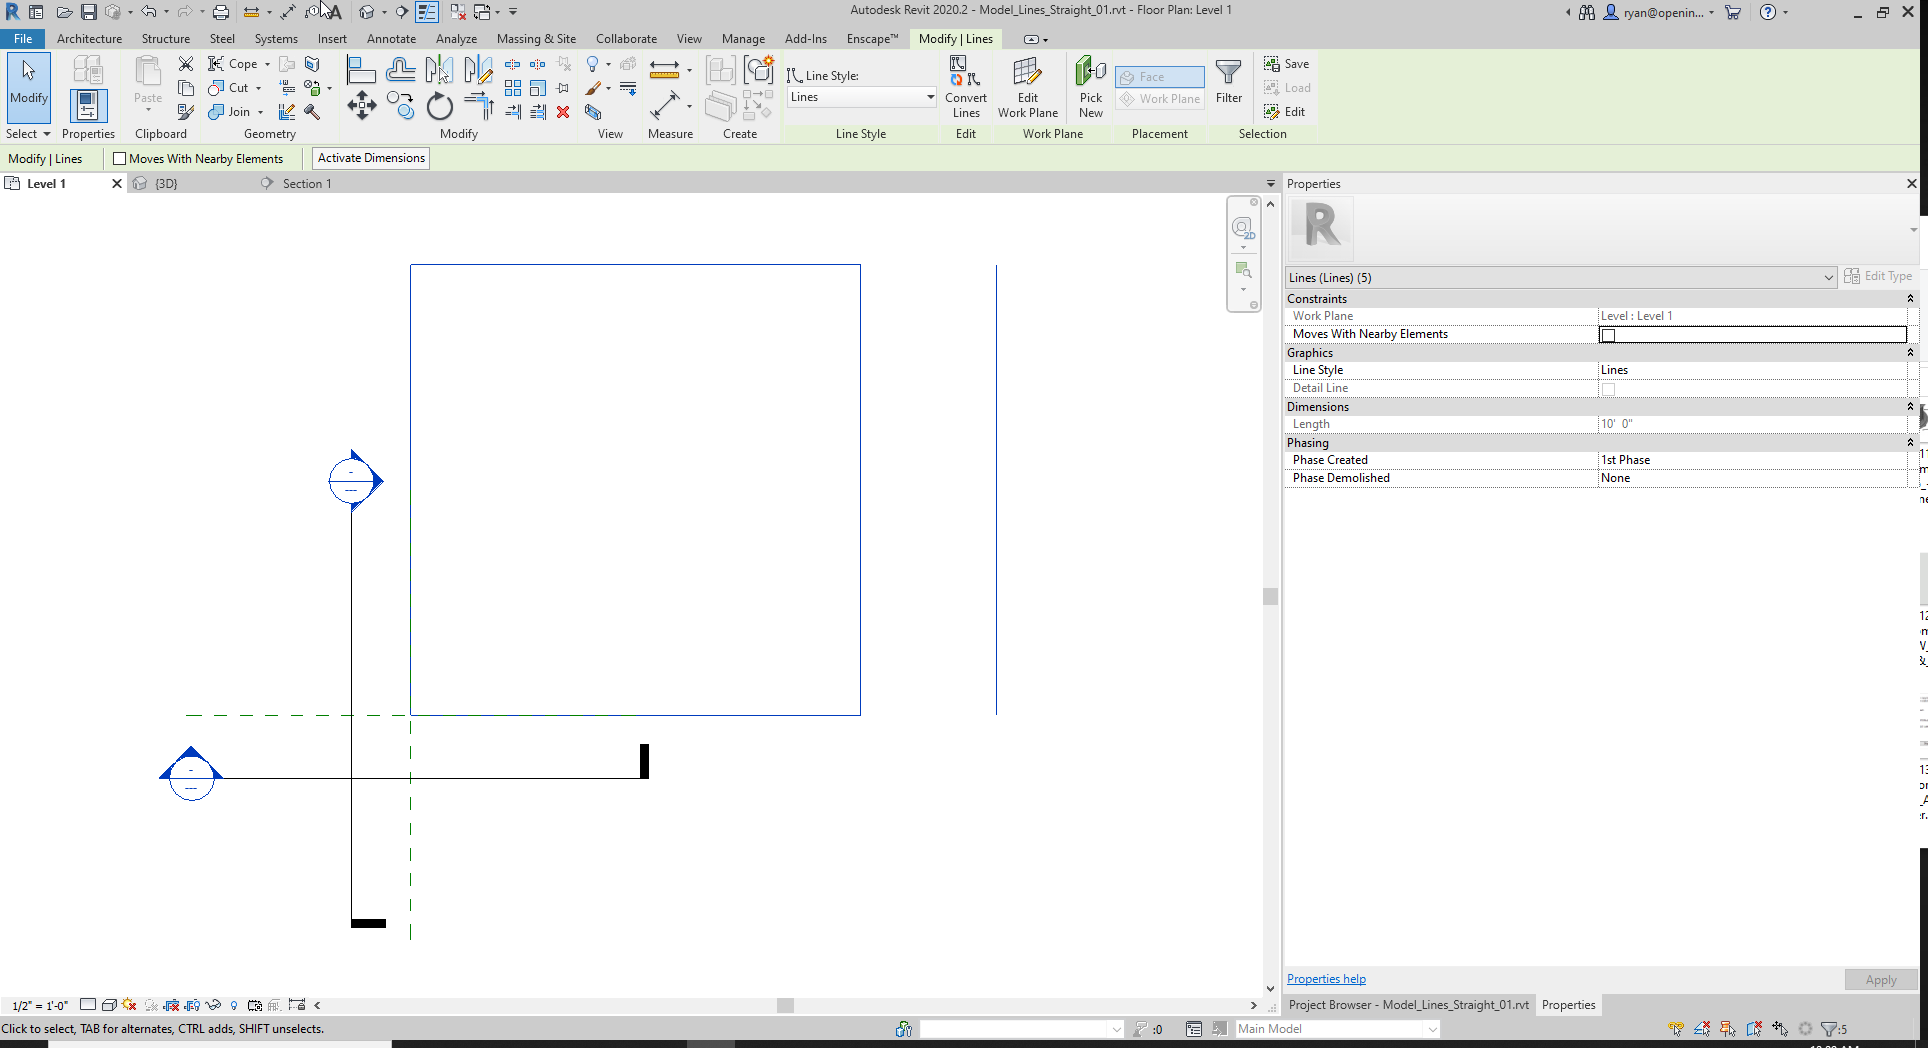 Autodesk Revit 2020.2 - Model_Lines_Straight_01.rvt - Floor Plan: Level 1
ryan@openin...
File Architecture Structure Steel Systems Insert Annotate Analyze Massing & Site Collaborate View Manage Add-Ins Enscape™ Modify | Lines
Modify
Paste
Cope
Cut
Join
Line Style:
Lines
Convert
Lines
Edit
Work Plane
Pick
New
Face
Work Plane
Filter
Save
Load
Edit
Select Properties Clipboard Geometry Modify View Measure Create Line Style Edit Work Plane Placement Selection
Modify | Lines Moves With Nearby Elements Activate Dimensions
Level 1 {3D} Section 1
2D
Properties
R
Lines (Lines) (5) Edit Type
Constraints
Work Plane Level : Level 1
Moves With Nearby Elements
Graphics
Line Style Lines
Detail Line
Dimensions
Length 10' 0"
Phasing
Phase Created 1st Phase
Phase Demolished None
Properties help Apply
1/2" = 1'-0"
Project Browser - Model_Lines_Straight_01.rvt Properties
Click to select, TAB for alternates, CTRL adds, SHIFT unselects.
:0
Main Model
:5